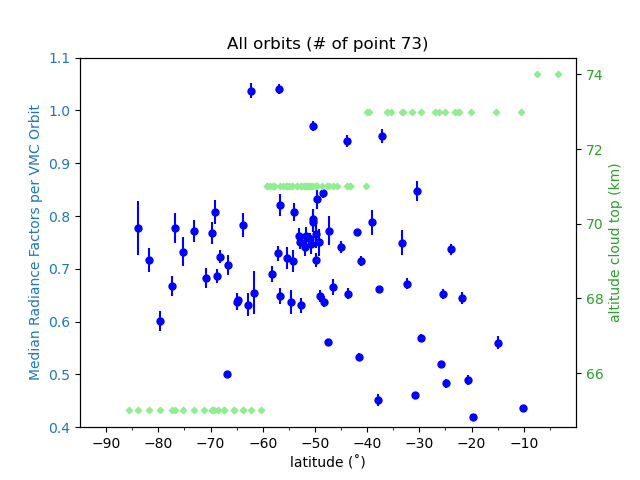 All orbits (# of point 73)
Median Radiance Factors per VMC Orbit
1.1
1.0
0.9
0.8
0.7
0.6
0.5
0.4
74
72
70
68
66
altitude cloud top (km)
−90 −80 −70 −60 −50 −40 −30 −20 −10
latitude (˚)